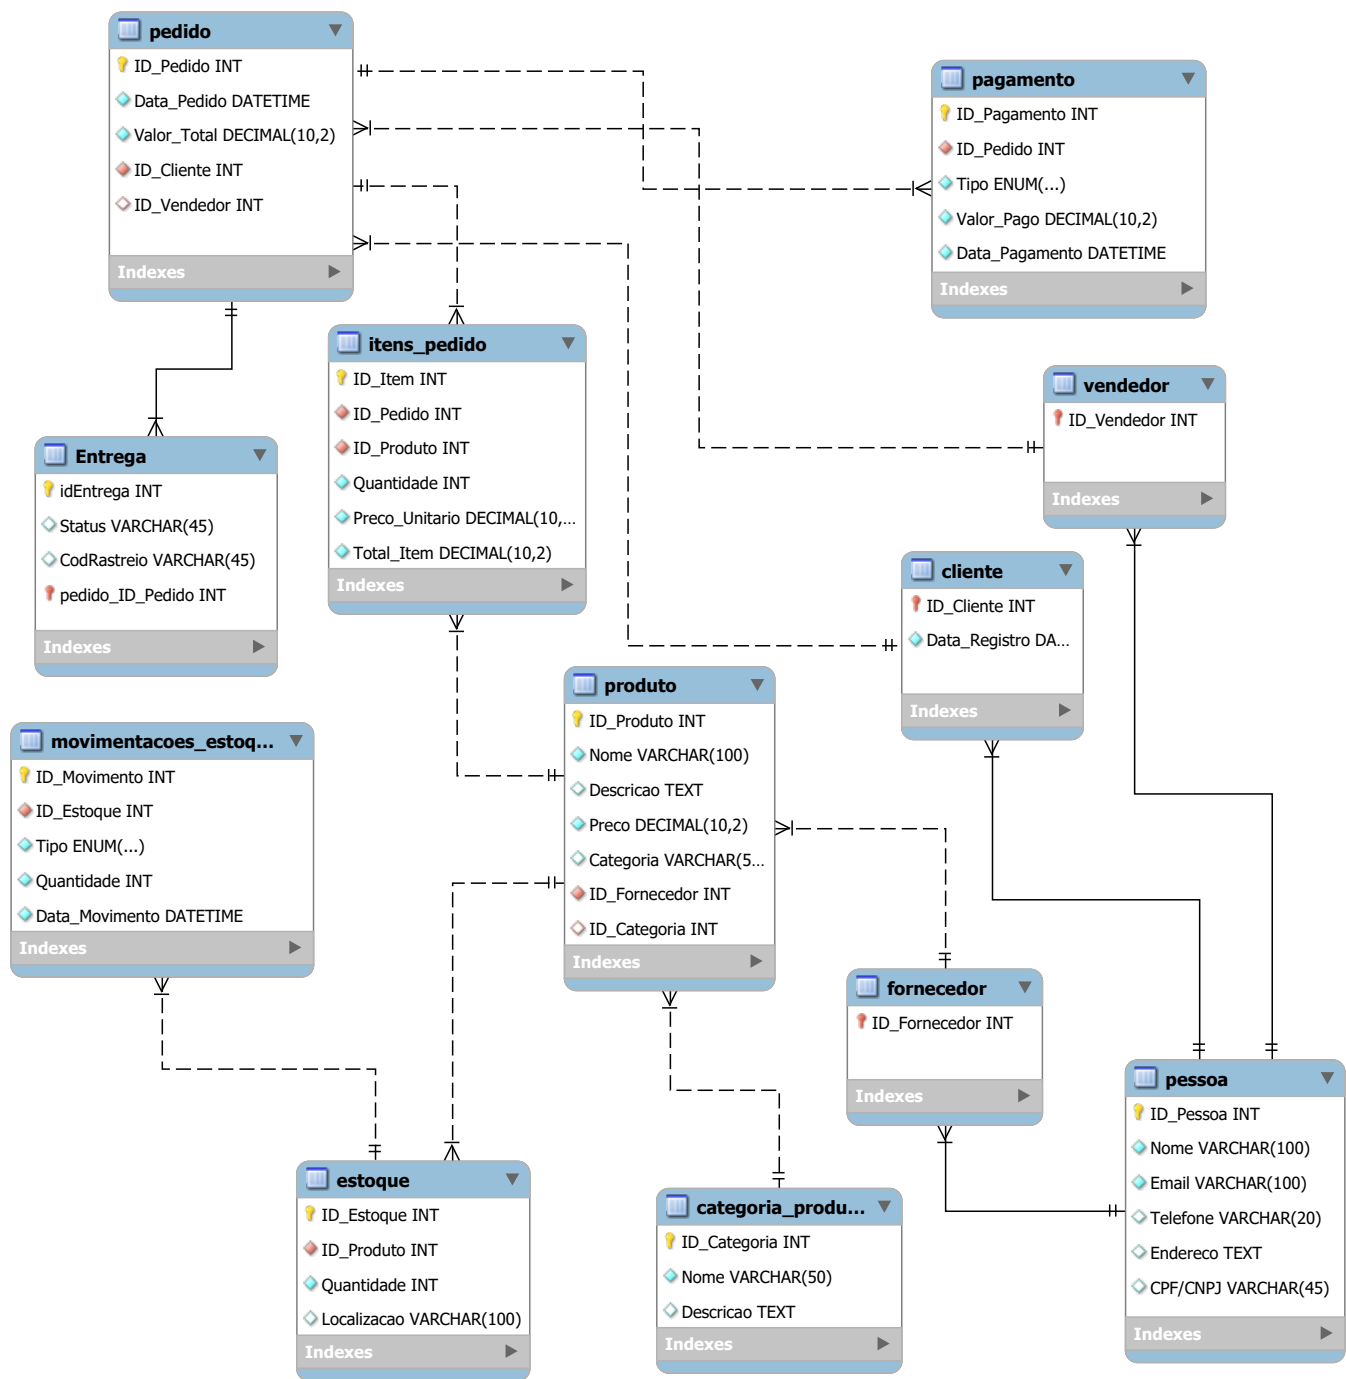 pedido
ID_Pedido INT
Data_Pedido DATETIME
Valor_Total DECIMAL(10,2)
ID_Cliente INT
ID_Vendedor INT
Indexes
pagamento
ID_Pagamento INT
ID_Pedido INT
Tipo ENUM(...)
Valor_Pago DECIMAL(10,2)
Data_Pagamento DATETIME
Indexes
itens_pedido
ID_Item INT
ID_Pedido INT
ID_Produto INT
Quantidade INT
Preco_Unitario DECIMAL(10,...
Total_Item DECIMAL(10,2)
Indexes
vendedor
ID_Vendedor INT
Indexes
Entrega
idEntrega INT
Status VARCHAR(45)
CodRastreio VARCHAR(45)
pedido_ID_Pedido INT
Indexes
cliente
ID_Cliente INT
Data_Registro DA...
Indexes
produto
ID_Produto INT
Nome VARCHAR(100)
Descricao TEXT
Preco DECIMAL(10,2)
Categoria VARCHAR(5...
ID_Fornecedor INT
ID_Categoria INT
Indexes
movimentacoes_estoq...
ID_Movimento INT
ID_Estoque INT
Tipo ENUM(...)
Quantidade INT
Data_Movimento DATETIME
Indexes
fornecedor
ID_Fornecedor INT
Indexes
pessoa
ID_Pessoa INT
Nome VARCHAR(100)
Email VARCHAR(100)
Telefone VARCHAR(20)
Endereco TEXT
CPF/CNPJ VARCHAR(45)
Indexes
estoque
ID_Estoque INT
ID_Produto INT
Quantidade INT
Localizacao VARCHAR(100)
Indexes
categoria_produ...
ID_Categoria INT
Nome VARCHAR(50)
Descricao TEXT
Indexes